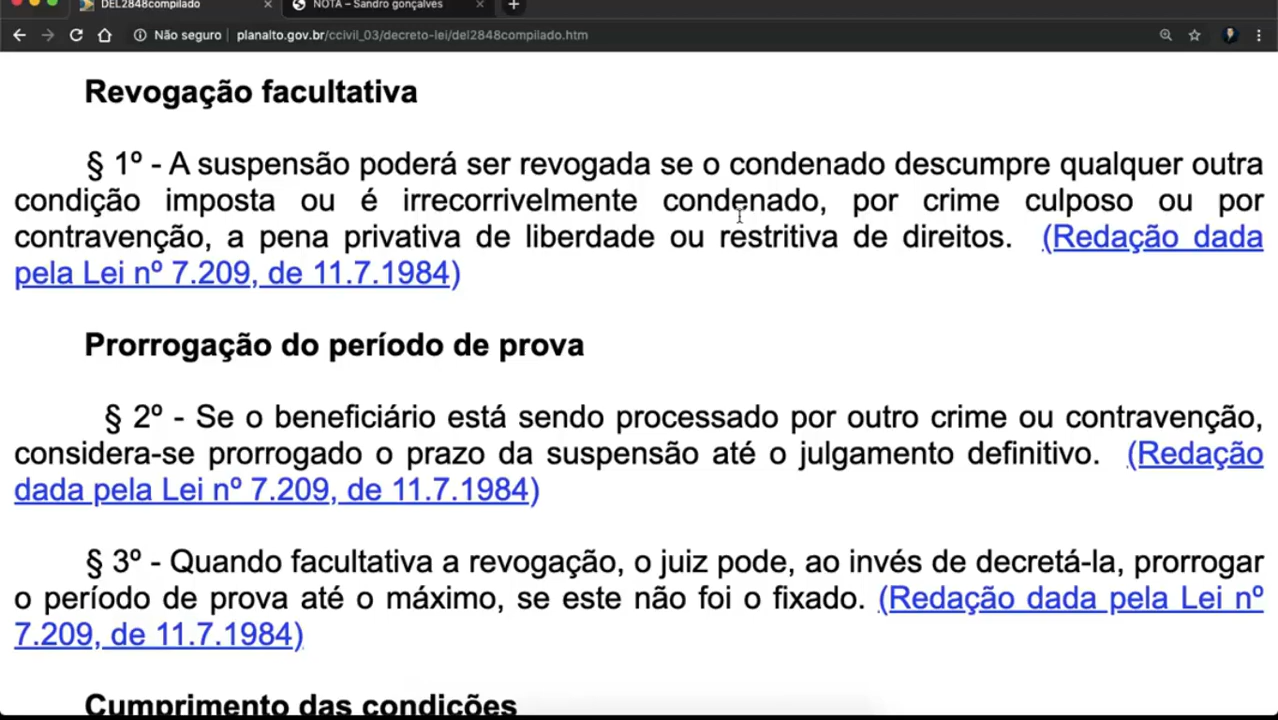 DEL2848compilado
NOTA – Sandro gonçalves
Não seguro
planalto.gov.br/ccivil_03/decreto-lei/del2848compilado.htm
Revogação facultativa
§ 1º - A suspensão poderá ser revogada se o condenado descumpre qualquer outra
condição imposta ou é irrecorrivelmente condenado, por crime culposo ou por
contravenção, a pena privativa de liberdade ou restritiva de direitos. (Redação dada
pela Lei nº 7.209, de 11.7.1984)
Prorrogação do período de prova
§ 2º - Se o beneficiário está sendo processado por outro crime ou contravenção,
considera-se prorrogado o prazo da suspensão até o julgamento definitivo. (Redação
dada pela Lei nº 7.209, de 11.7.1984)
§ 3º - Quando facultativa a revogação, o juiz pode, ao invés de decretá-la, prorrogar
o período de prova até o máximo, se este não foi o fixado. (Redação dada pela Lei nº
7.209, de 11.7.1984)
Cumprimento das condições